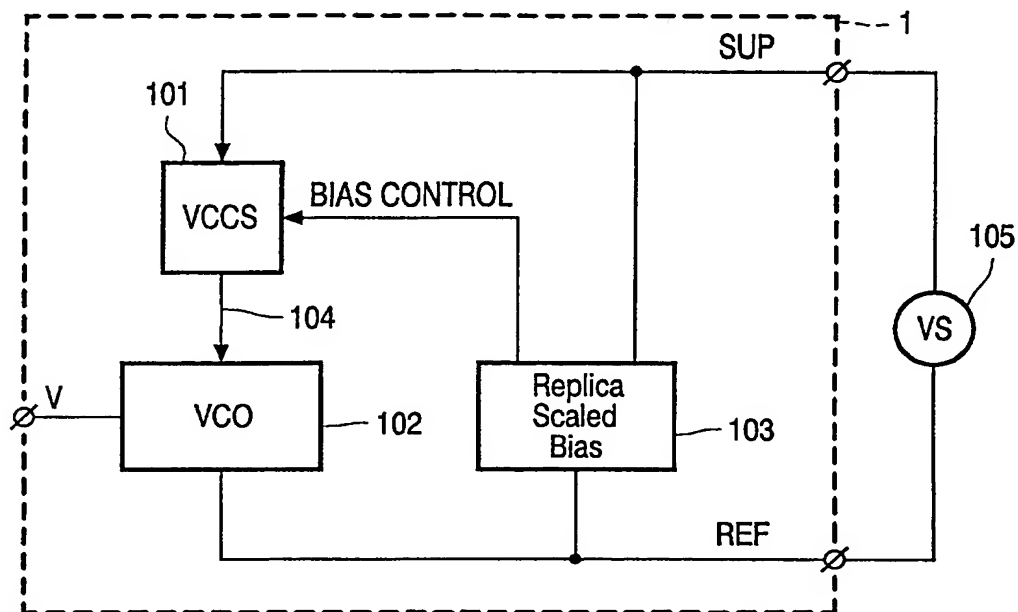 1
SUP
101
VCCS
BIAS CONTROL
105
VS
104
V
VCO
102
Replica
Scaled
Bias
103
REF